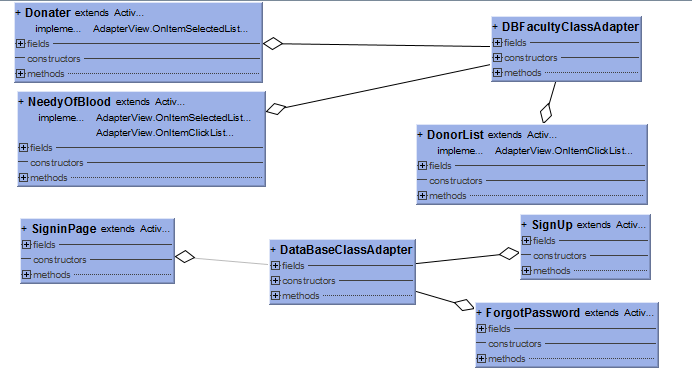 + Donater extends Activ...
impleme... AdapterView.OnItemSelectedList...
fields
constructors
methods
+ DBFacultyClassAdapter
fields
constructors
methods
+ NeedyOfBlood extends Activ...
impleme... AdapterView.OnItemSelectedList...
AdapterView.OnItemClickList...
fields
constructors
methods
+ DonorList extends Activ...
impleme... AdapterView.OnItemClickList...
fields
constructors
methods
+ SigninPage extends Activ...
fields
constructors
methods
+ DataBaseClassAdapter
fields
constructors
methods
+ SignUp extends Activ...
fields
constructors
methods
+ ForgotPassword extends Activ...
fields
constructors
methods